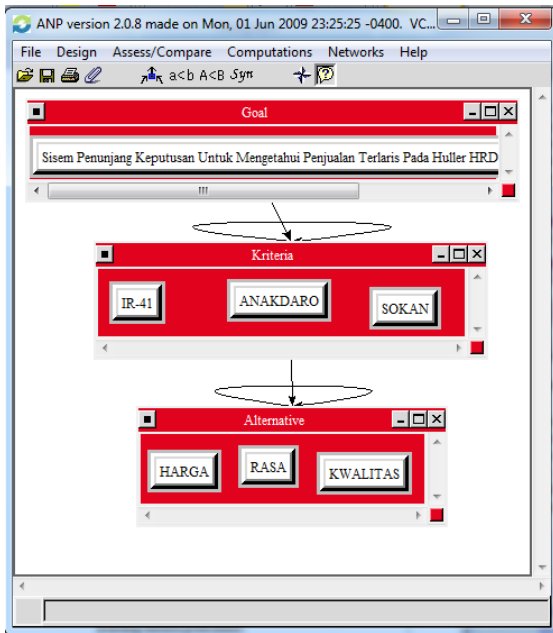 ANP version 2.0.8 made on Mon, 01 Jun 2009 23:25:25 -0400. VC...
File Design Assess/Compare Computations Networks Help
a<b A<B Syn
Goal
Sisem Penunjang Keputusan Untuk Mengetahui Penjualan Terlaris Pada Huller HRD
Kriteria
IR-41 ANAKDARO SOKAN
Alternative
HARGA RASA KWALITAS